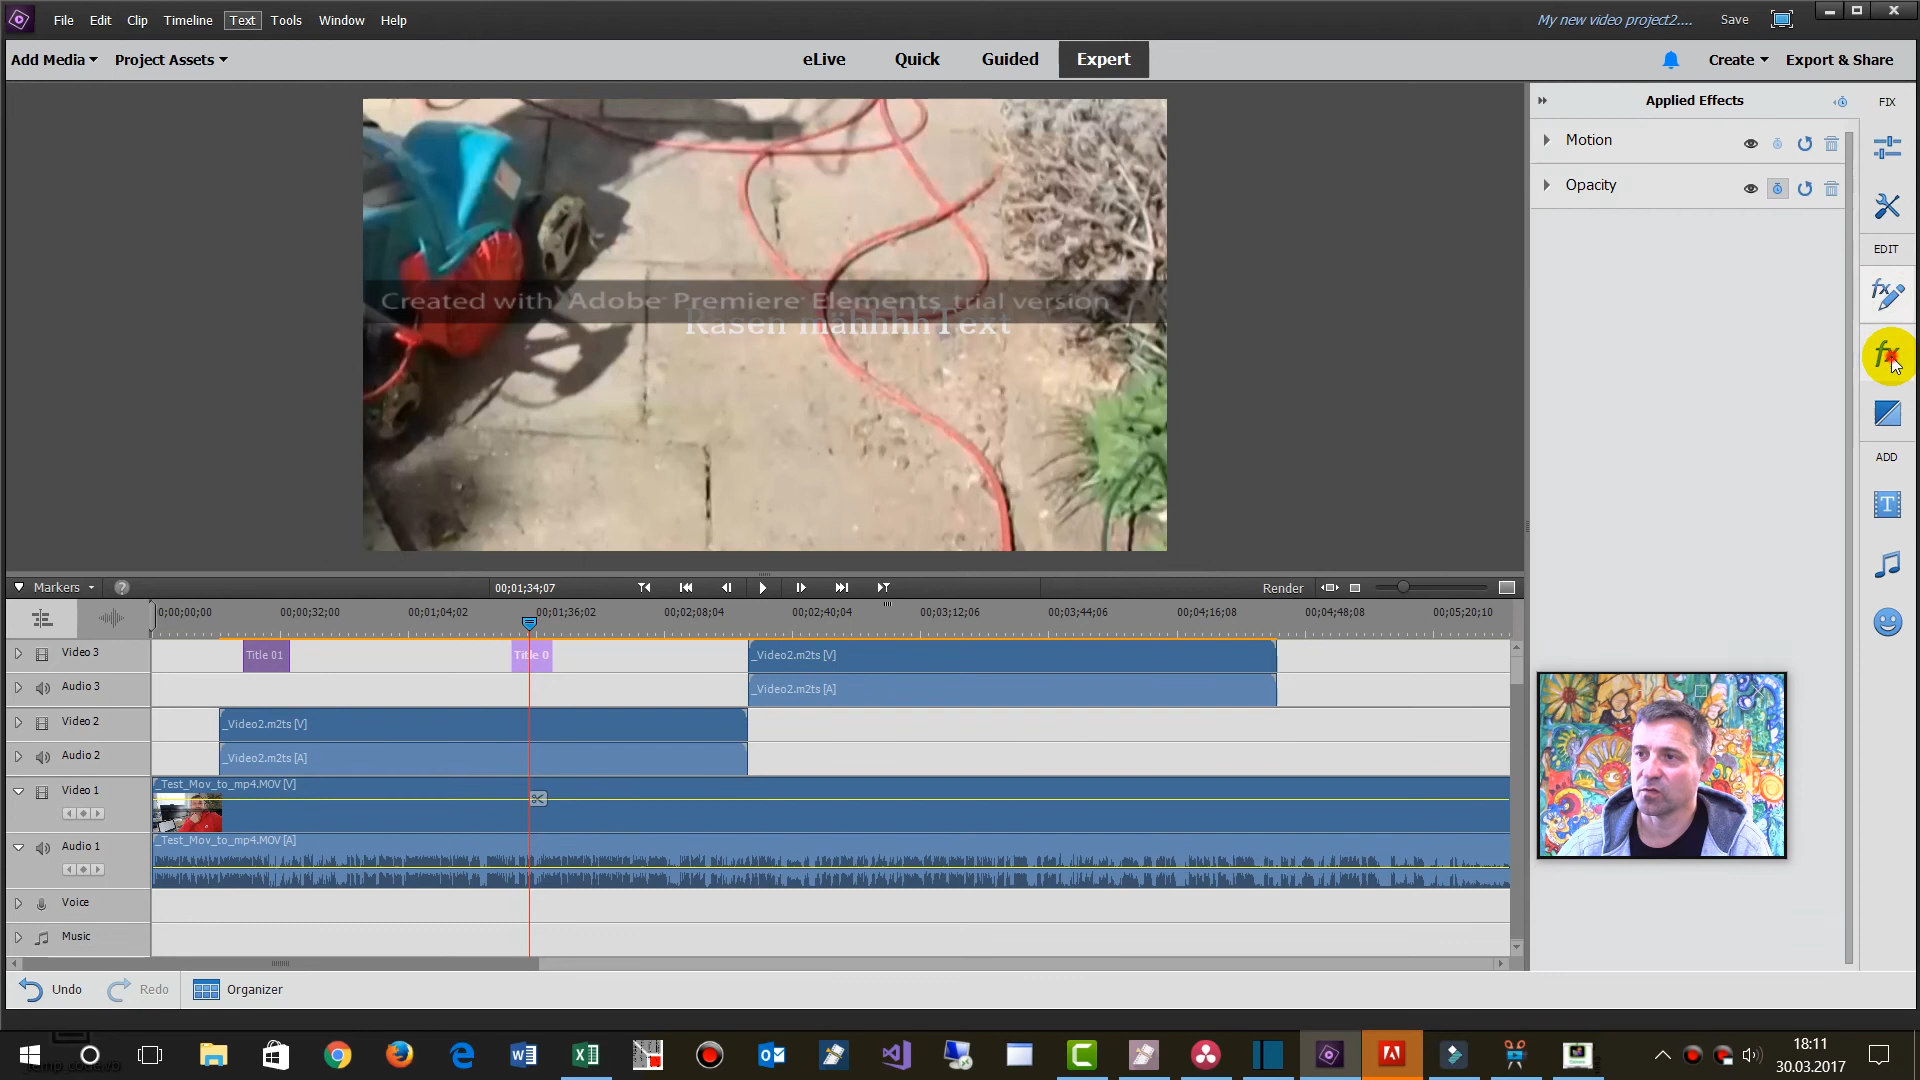 File Edit Clip Timeline Text Tools Window Help
My new video project2.... Save
Add Media Project Assets
eLive Quick Guided Expert
Create Export & Share
Applied Effects
FIX
Motion
Opacity
EDIT
ADD
Created with Adobe Premiere Elements trial version
Rasen mähhhhText
Markers ?
00;01;34;07
Render
0;00;00;00 00;00;32;00 00;01;04;02 00;01;36;02 00;02;08;04 00;02;40;04 00;03;12;06 00;03;44;06 00;04;16;08 00;04;48;08 00;05;20;10
Video 3 Title 01 Title 0 _Video2.m2ts [V]
Audio 3 _Video2.m2ts [A]
Video 2 _Video2.m2ts [V]
Audio 2 _Video2.m2ts [A]
_Test_Mov_to_mp4.MOV [V]
Video 1
_Test_Mov_to_mp4.MOV [A]
Audio 1
Voice
Music
Undo Redo Organizer
18:11
30.03.2017